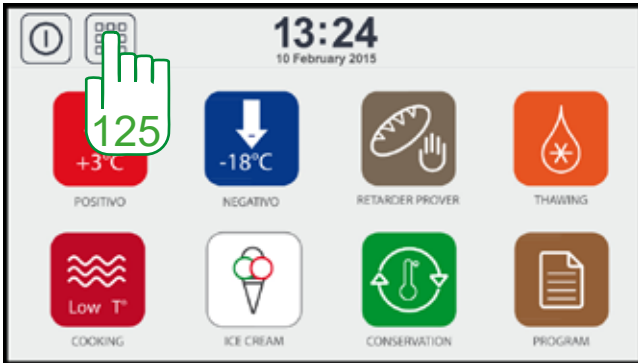 13:24
10 February 2015
125
+3°C
-18°C
POSITIVO
NEGATIVO
RETARDER PROVER
THAWING
Low T°
COOKING
ICE CREAM
CONSERVATION
PROGRAM